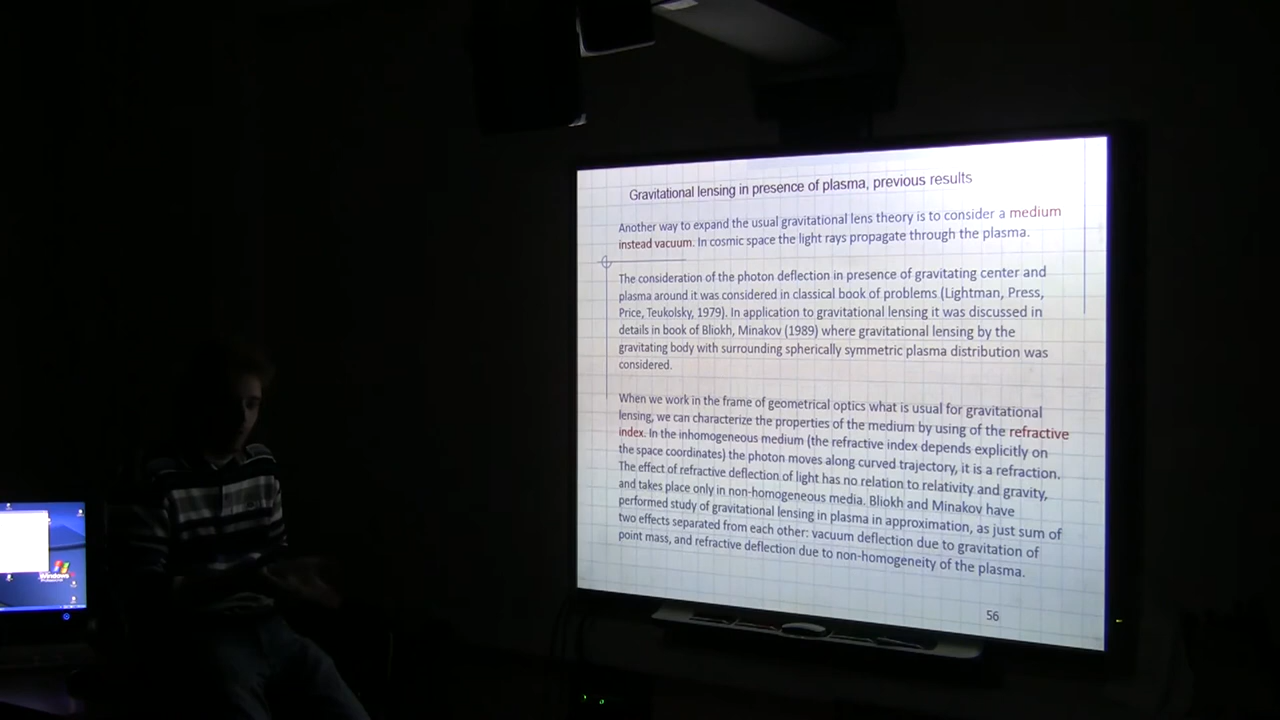 Gravitational lensing in presence of plasma, previous results
Another way to expand the usual gravitational lens theory is to consider a medium
instead vacuum. In cosmic space the light rays propagate through the plasma.
The consideration of the photon deflection in presence of gravitating center and
plasma around it was considered in classical book of problems (Lightman, Press,
Price, Teukolsky, 1979). In application to gravitational lensing it was discussed in
details in book of Bliokh, Minakov (1989) where gravitational lensing by the
gravitating body with surrounding spherically symmetric plasma distribution was
considered.
When we work in the frame of geometrical optics what is usual for gravitational
lensing, we can characterize the properties of the medium by using of the refractive
index. In the inhomogeneous medium (the refractive index depends explicitly on
the space coordinates) the photon moves along curved trajectory, it is a refraction.
The effect of refractive deflection of light has no relation to relativity and gravity,
and takes place only in non-homogeneous media. Bliokh and Minakov have
performed study of gravitational lensing in plasma in approximation, as just sum of
two effects separated from each other: vacuum deflection due to gravitation of
point mass, and refractive deflection due to non-homogeneity of the plasma.
56
Windows